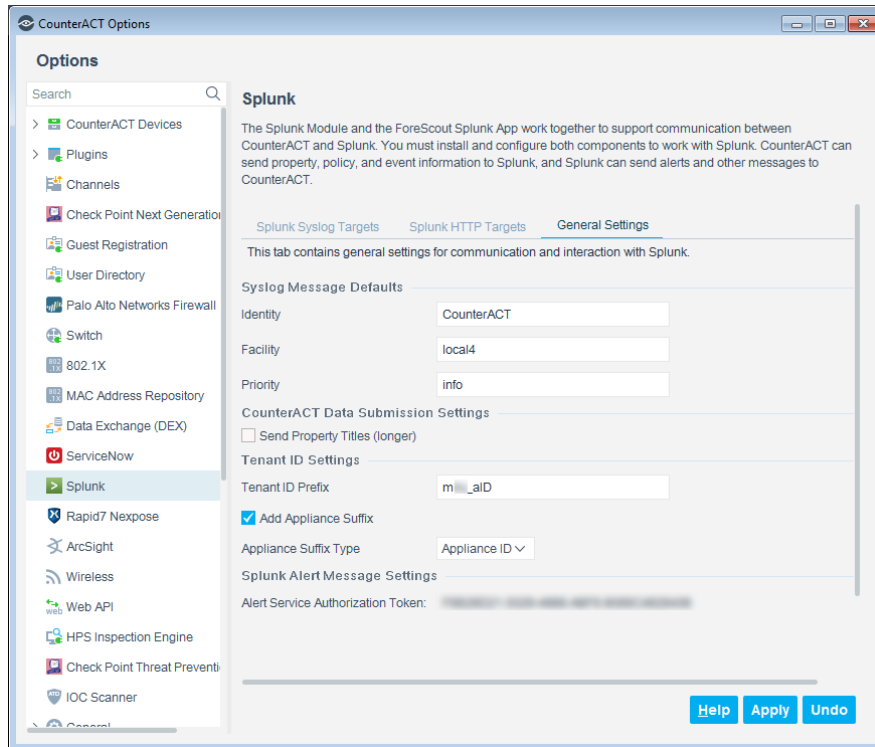 CounterACT Options
Options
Search
CounterACT Devices
Plugins
Channels
Check Point Next Generation
Guest Registration
User Directory
Palo Alto Networks Firewall
Switch
802.1X
MAC Address Repository
Data Exchange (DEX)
ServiceNow
Splunk
Rapid7 Nexpose
ArcSight
Wireless
Web API
HPS Inspection Engine
Check Point Threat Preventi
IOC Scanner
General
Splunk
The Splunk Module and the ForeScout Splunk App work together to support communication between
CounterACT and Splunk. You must install and configure both components to work with Splunk. CounterACT can
send property, policy, and event information to Splunk, and Splunk can send alerts and other messages to
CounterACT.
Splunk Syslog Targets Splunk HTTP Targets General Settings
This tab contains general settings for communication and interaction with Splunk.
Syslog Message Defaults
Identity CounterACT
Facility local4
Priority info
CounterACT Data Submission Settings
Send Property Titles (longer)
Tenant ID Settings
Tenant ID Prefix
Add Appliance Suffix
Appliance Suffix Type Appliance ID
Splunk Alert Message Settings
Alert Service Authorization Token:
Help Apply Undo